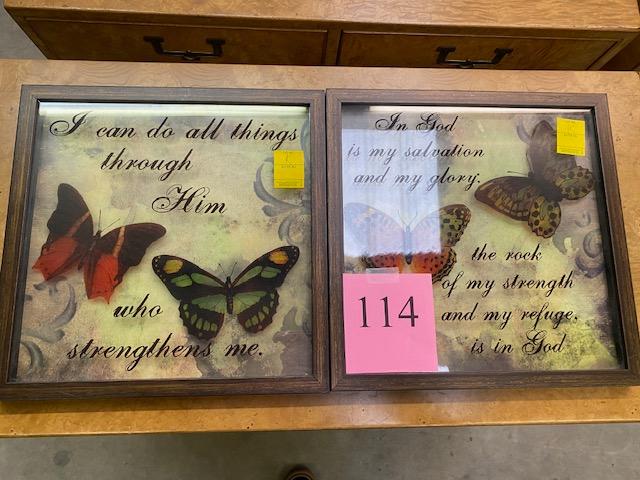 I can do all things
through
Him
who
strengthens me.
In God
is my salvation
and my glory:
the rock
of my strength
and my refuge,
is in God
114